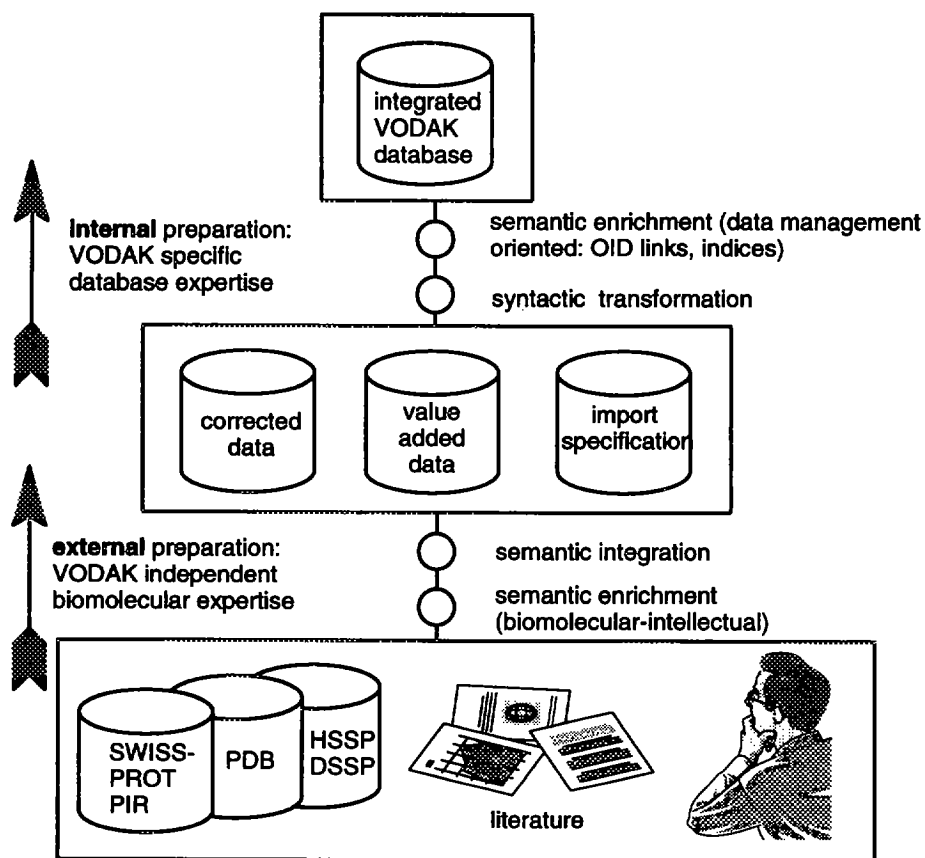 integrated
VODAK
database
internal preparation:
VODAK specific
database expertise
semantic enrichment (data management
oriented: OID links, indices)
syntactic transformation
corrected
data
value
added
data
import
specification
external preparation:
VODAK independent
biomolecular expertise
semantic integration
semantic enrichment
(biomolecular-intellectual)
SWISS-
PROT
PIR
PDB
HSSP
DSSP
literature